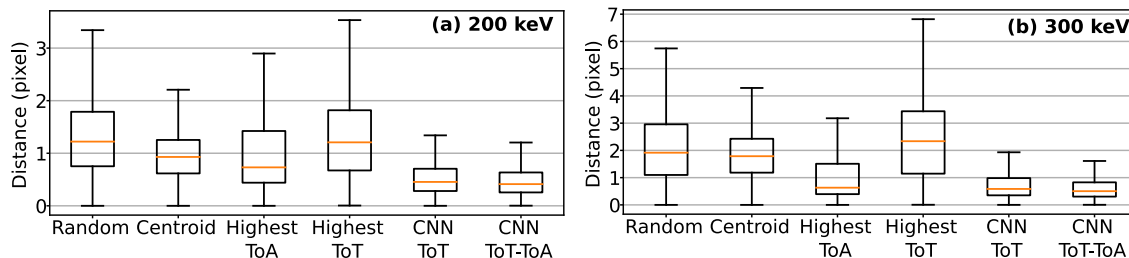 (a) 200 keV
Distance (pixel)
3
2
1
0
Random Centroid Highest ToA Highest ToT CNN ToT CNN ToT-ToA
(b) 300 keV
Distance (pixel)
7
6
5
4
3
2
1
0
Random Centroid Highest ToA Highest ToT CNN ToT CNN ToT-ToA